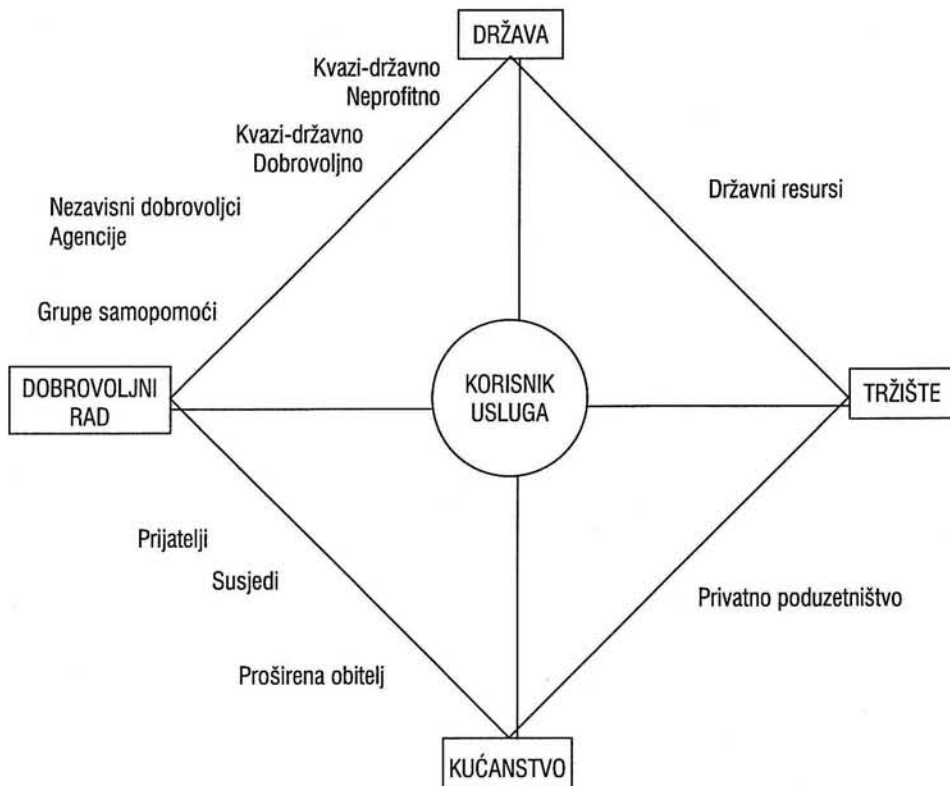 DRŽAVA
Kvazi-državno
Neprofitno
Kvazi-državno
Dobrovoljno
Državni resursi
Nezavisni dobrovoljci
Agencije
Grupe samopomoći
DOBROVOLJNI
RAD
KORISNIK
USLUGA
TRŽIŠTE
Prijatelji
Susjedi
Privatno poduzetništvo
Proširena obitelj
KUĆANSTVO